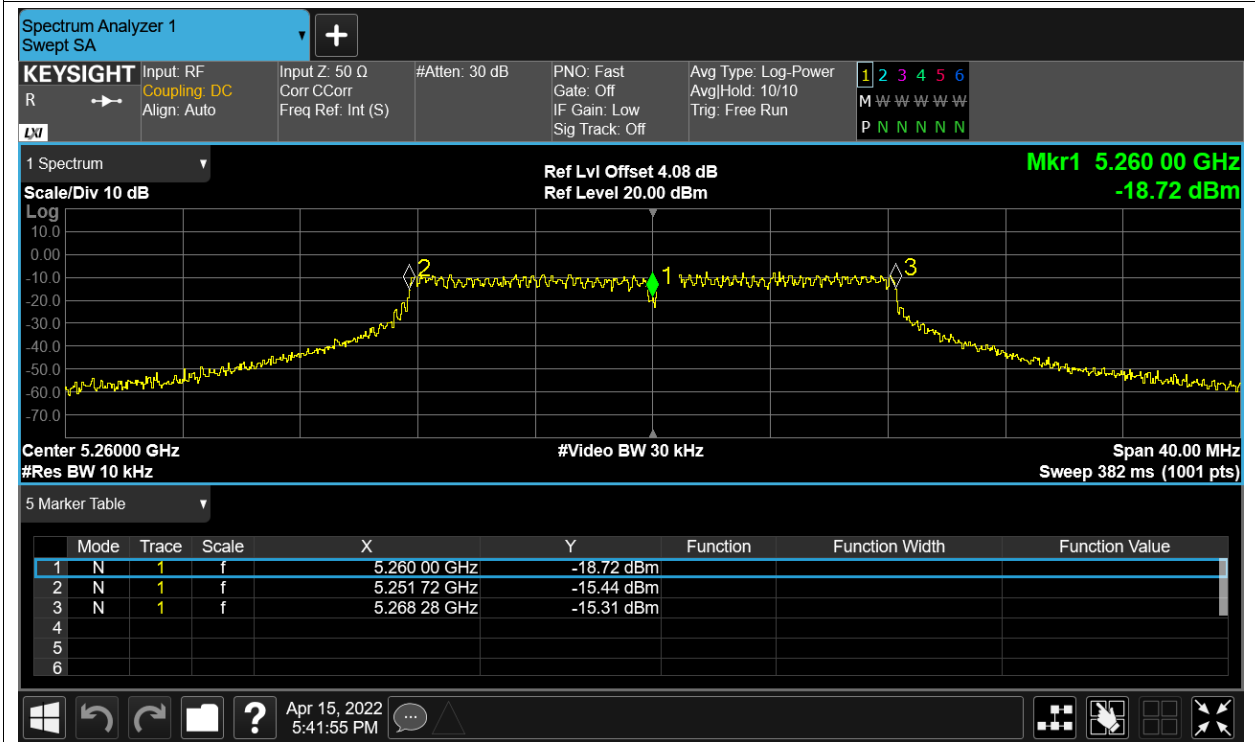 Spectrum Analyzer 1
Swept SA
+
KEYSIGHT
R
LXI
Input: RF
Coupling: DC
Align: Auto
Input Z: 50 Ω
Corr CCorr
Freq Ref: Int (S)
#Atten: 30 dB
PNO: Fast
Gate: Off
IF Gain: Low
Sig Track: Off
Avg Type: Log-Power
Avg|Hold: 10/10
Trig: Free Run
1 2 3 4 5 6
M W W W W W
P N N N N N
1 Spectrum
Scale/Div 10 dB
Ref Lvl Offset 4.08 dB
Ref Level 20.00 dBm
Mkr1 5.260 00 GHz
-18.72 dBm
Log
10.0
0.00
-10.0
-20.0
-30.0
-40.0
-50.0
-60.0
-70.0
2
1
3
Center 5.26000 GHz
#Video BW 30 kHz
Span 40.00 MHz
#Res BW 10 kHz
Sweep 382 ms (1001 pts)
5 Marker Table
Mode Trace Scale X Y Function Function Width Function Value
1 N 1 f 5.260 00 GHz -18.72 dBm
2 N 1 f 5.251 72 GHz -15.44 dBm
3 N 1 f 5.268 28 GHz -15.31 dBm
4
5
6
?
Apr 15, 2022
5:41:55 PM